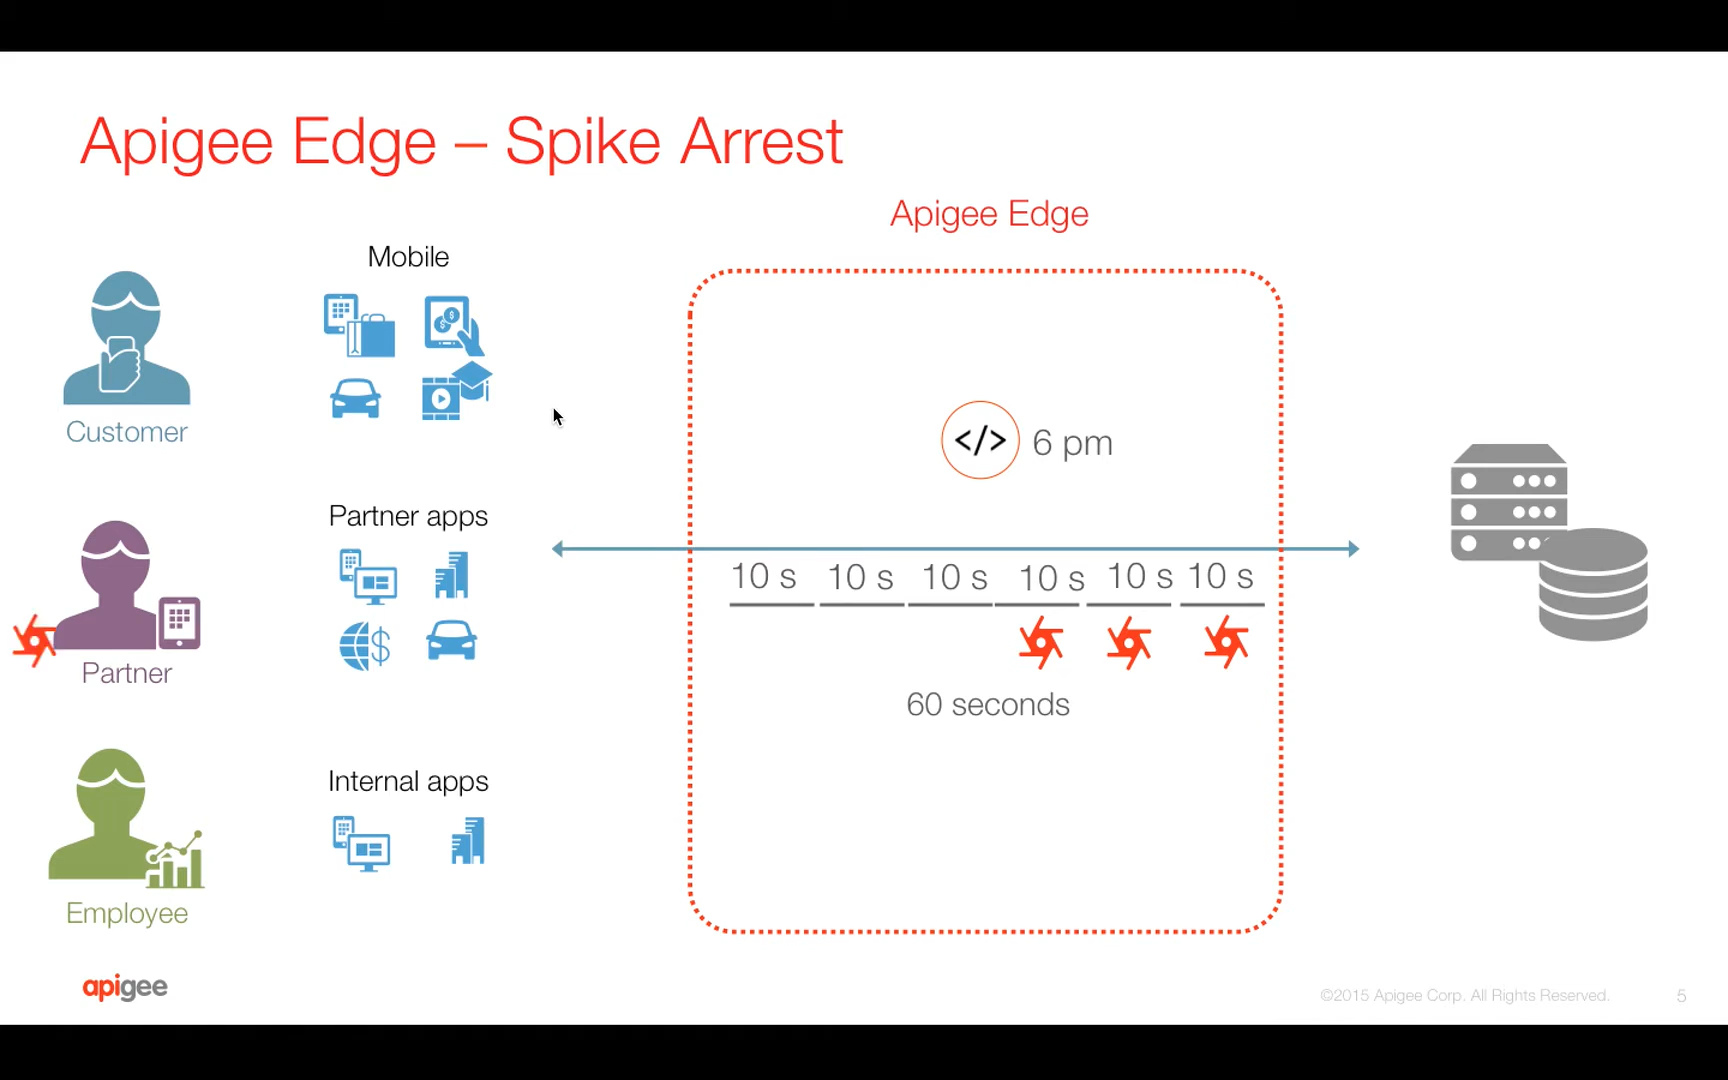 Apigee Edge – Spike Arrest
Apigee Edge
Mobile
Customer
</> 6 pm
Partner apps
10 s 10 s 10 s 10 s 10 s 10 s
Partner
60 seconds
Internal apps
Employee
apigee
©2015 Apigee Corp. All Rights Reserved. 5